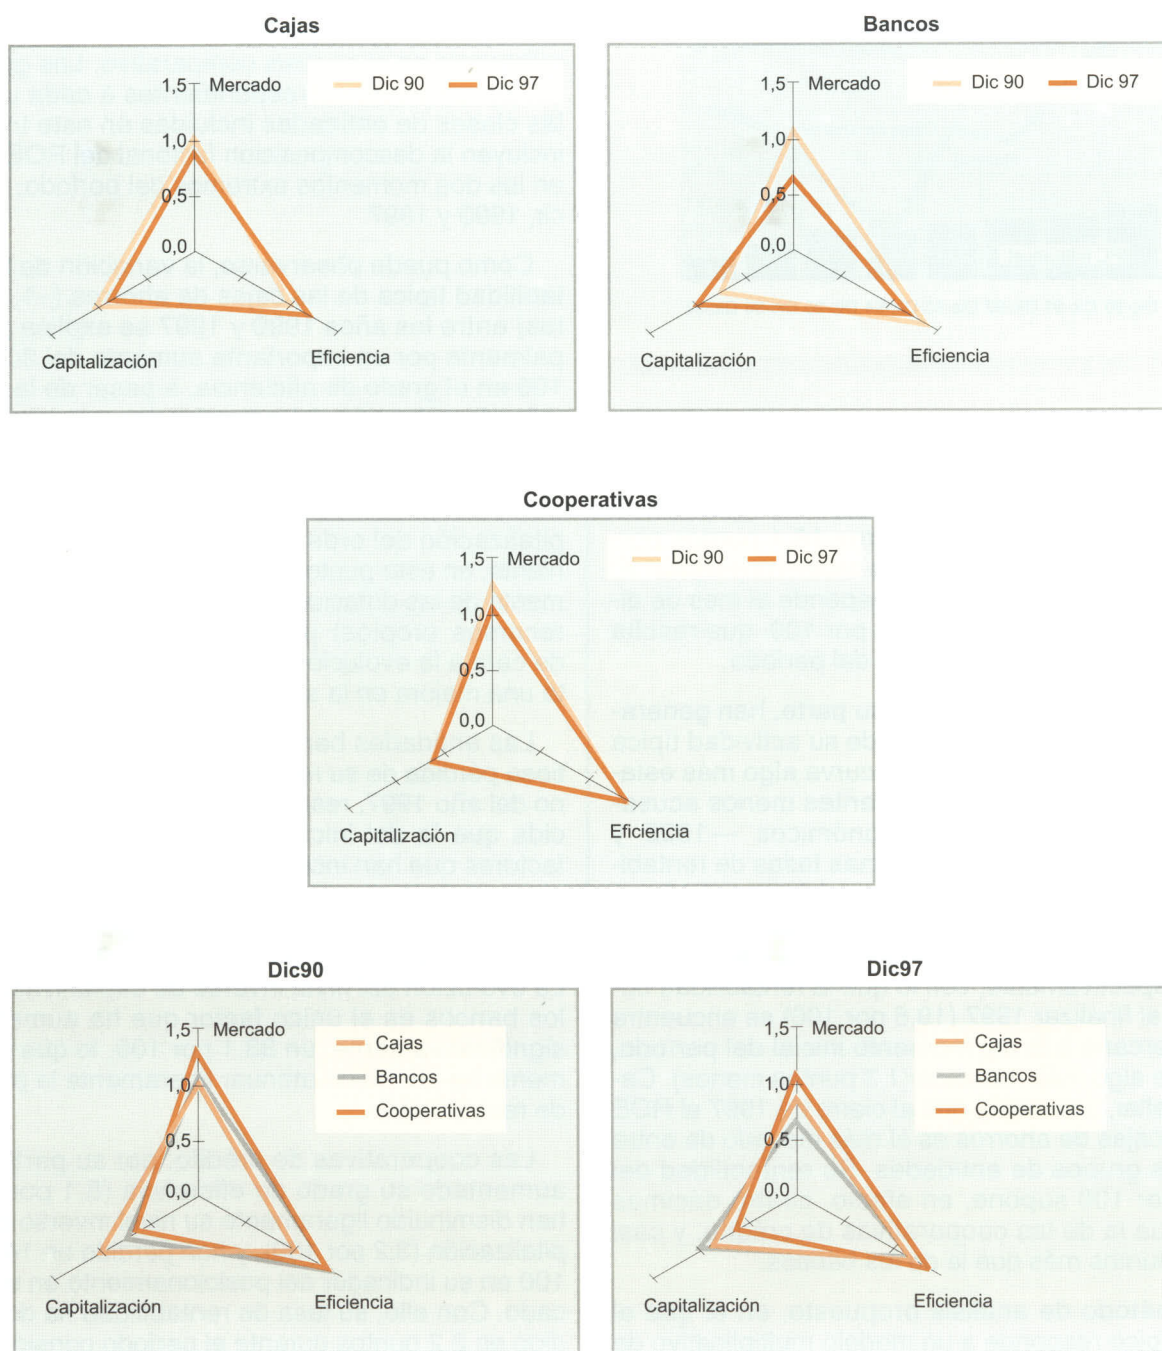 Cajas
1,5 Mercado
Dic 90 Dic 97
1,0
0,5
0,0
Capitalización
Eficiencia
Bancos
1,5 Mercado
Dic 90 Dic 97
1,0
0,5
0,0
Capitalización
Eficiencia
Cooperativas
1,5 Mercado
Dic 90 Dic 97
1,0
0,5
0,0
Capitalización
Eficiencia
Dic90
1,5 Mercado
Cajas
Bancos
Cooperativas
1,0
0,5
0,0
Capitalización
Eficiencia
Dic97
1,5 Mercado
Cajas
Bancos
Cooperativas
1,0
0,5
0,0
Capitalización
Eficiencia